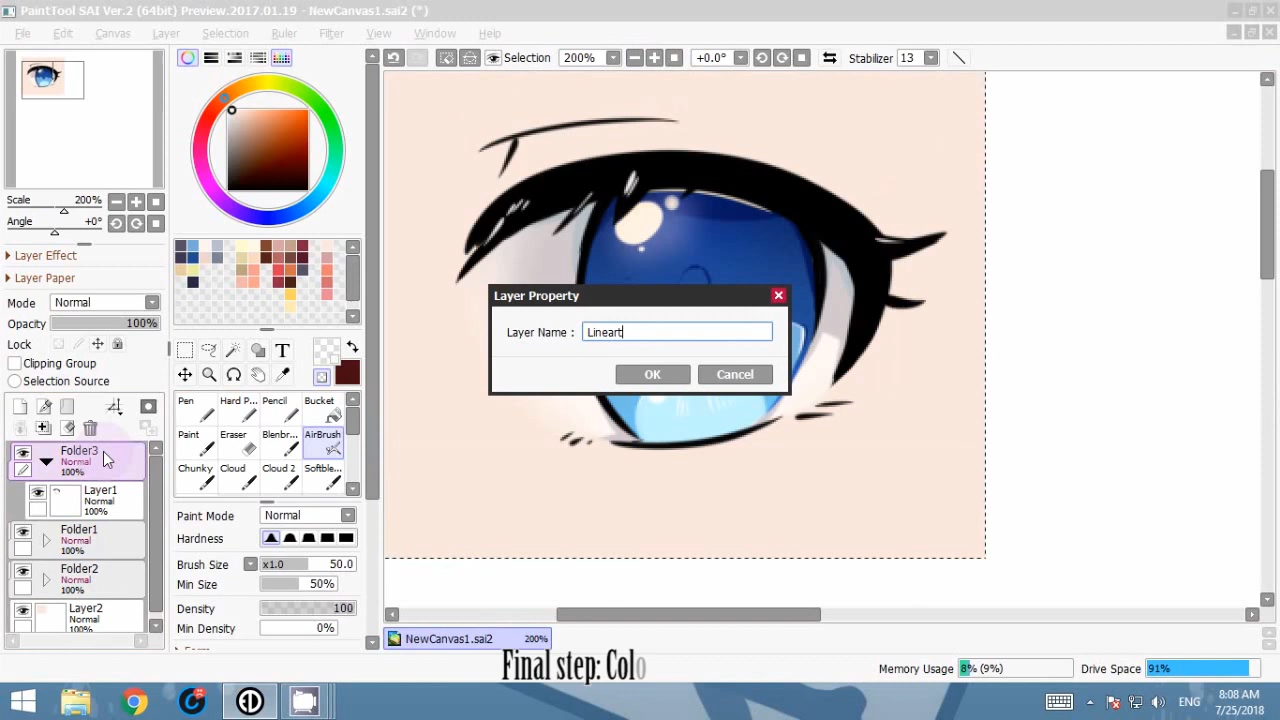 PaintTool SAI Ver.2 (64bit) Preview.2017.01.19 - NewCanvas1.sai2 (*)
File Edit Canvas Layer Selection Ruler Filter View Window Help
Selection 200% +0.0° Stabilizer 13
Scale 200%
Angle +0°
Layer Effect
Layer Paper
Mode Normal
Opacity 100%
Lock
Clipping Group
Selection Source
Folder3
Normal
100%
Layer1
Normal
100%
Folder1
Normal
100%
Folder2
Normal
100%
Layer2
Normal
T
Pen Hard P... Pencil Bucket
Paint Eraser Blenbr... AirBrush
Chunky Cloud Cloud 2 Softble...
Paint Mode Normal
Hardness
Brush Size x1.0 50.0
Min Size 50%
Density 100
Min Density 0%
Layer Property
Layer Name : Lineart
OK Cancel
NewCanvas1.sai2 200%
Final step: Colo
Memory Usage 8% (9%) Drive Space 91%
ENG
8:08 AM
7/25/2018